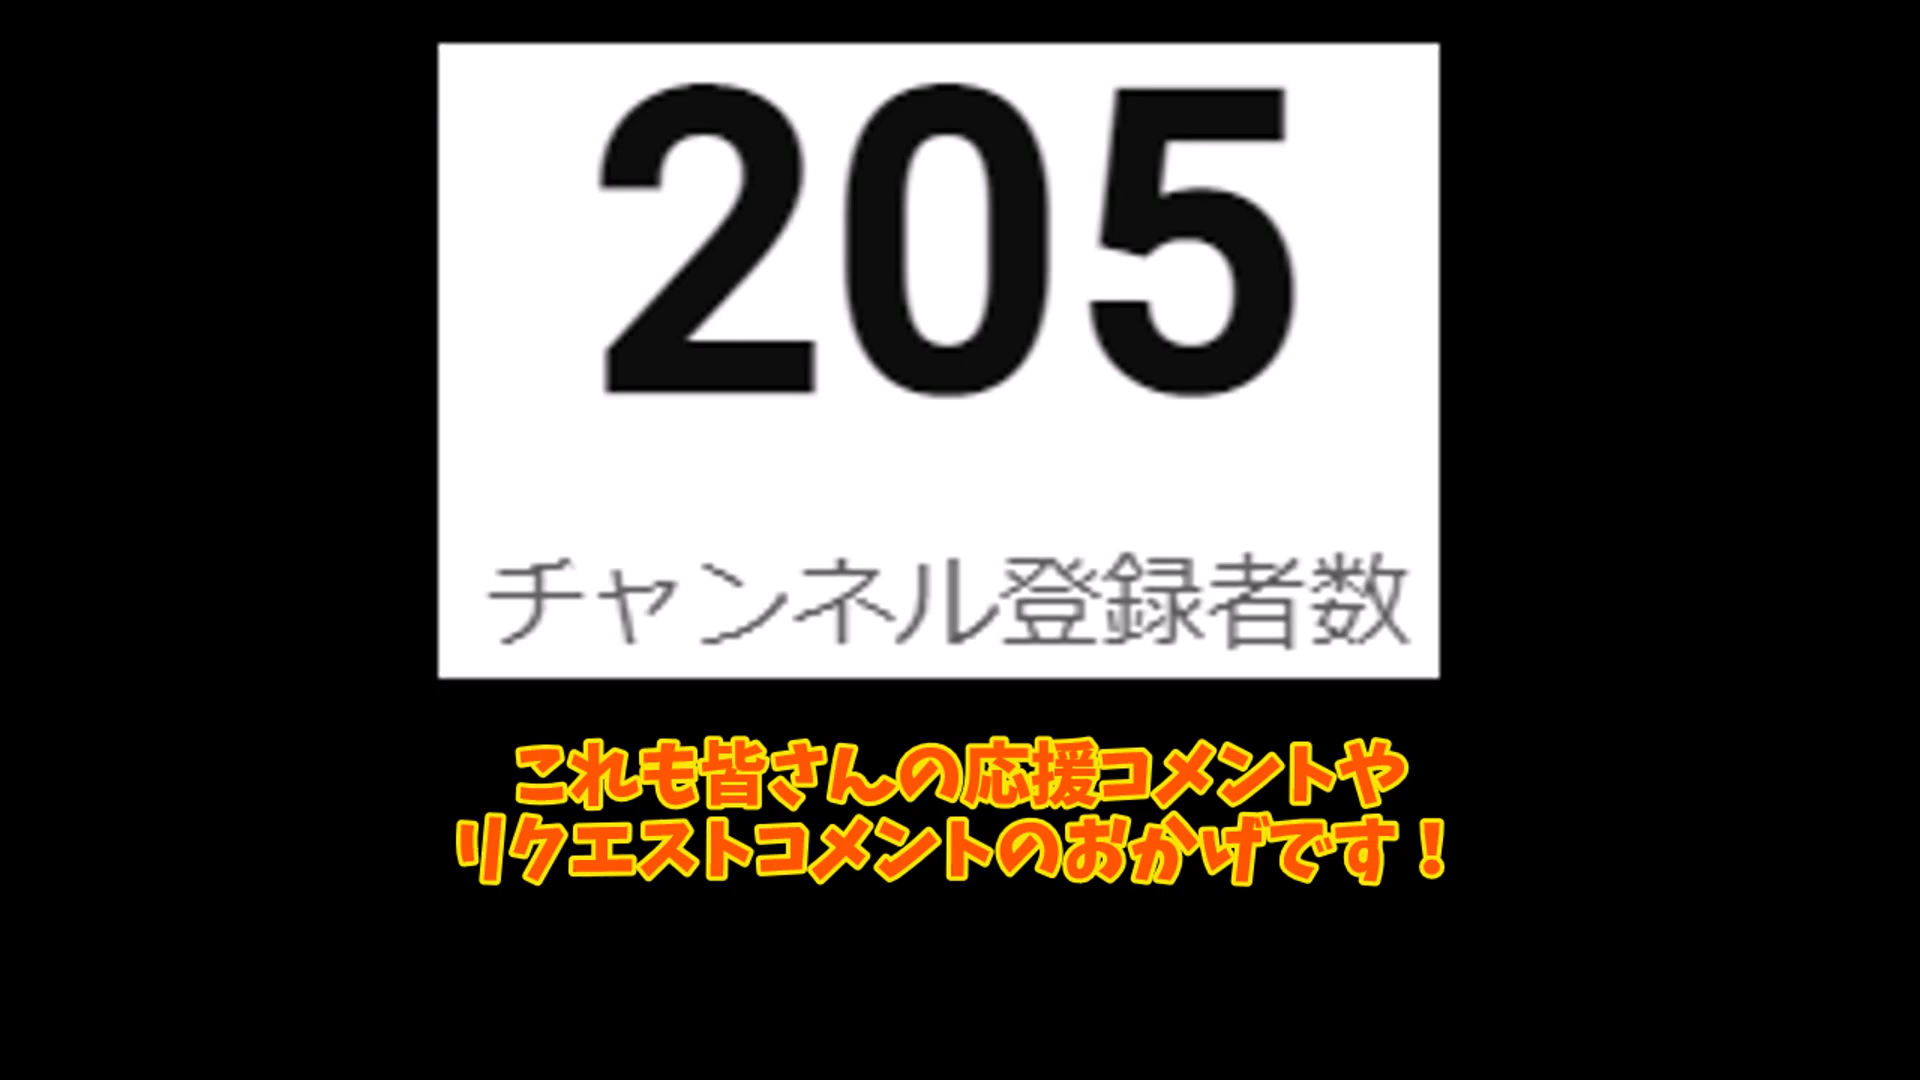 205
チャンネル登録者数
これも皆さんの応援コメントや
リクエストコメントのおかげです！